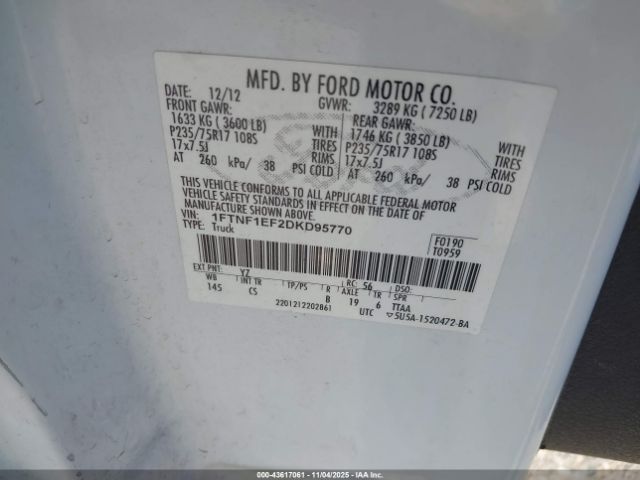 MFD. BY FORD MOTOR CO.
DATE: 12/12 GVWR: 3289 KG ( 7250 LB)
FRONT GAWR: REAR GAWR:
1633 KG ( 3600 LB) WITH 1746 KG ( 3850 LB) WITH
P235/75R17 108S TIRES P235/75R17 108S TIRES
17x7.5J RIMS 17x7.5J RIMS
AT 260 kPa/ 38 PSI COLD AT 260 kPa/ 38 PSI COLD
THIS VEHICLE CONFORMS TO ALL APPLICABLE FEDERAL MOTOR
VEHICLE SAFETY STANDARDS IN EFFECT ON THE DATE OF
MANUFACTURE SHOWN ABOVE.
VIN: 1FTNF1EF2DKD95770
TYPE: Truck
F0190
T0959
EXT PNT: YZ RC: 56 DSO:
WB INT TR TP/PS R AXLE TR SPR
145 CS B 19 6 TTAA
2201212202861 UTC ▽5U5A-1520472-BA
000-43617061 - 11/04/2025 - IAAI.COM